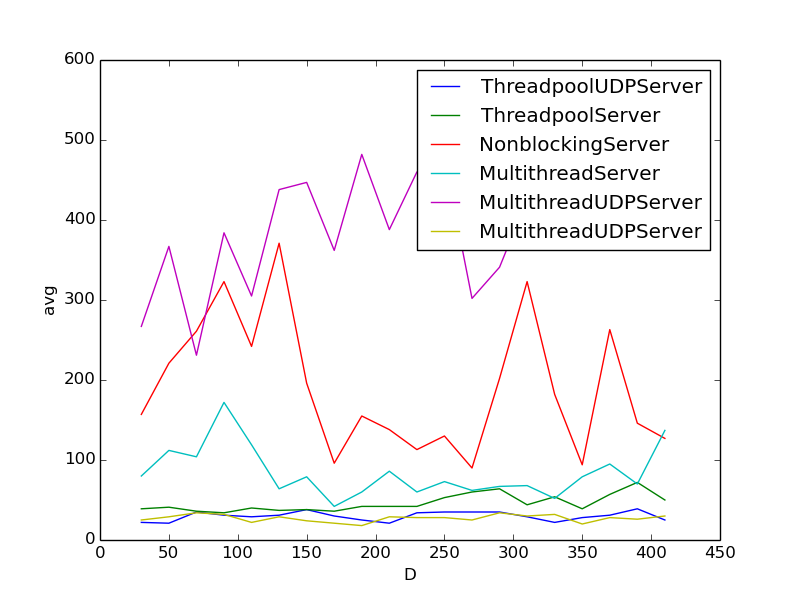 600
500
400
300
200
100
0
avg
ThreadpoolUDPServer
ThreadpoolServer
NonblockingServer
MultithreadServer
MultithreadUDPServer
MultithreadUDPServer
0 50 100 150 200 250 300 350 400 450
D